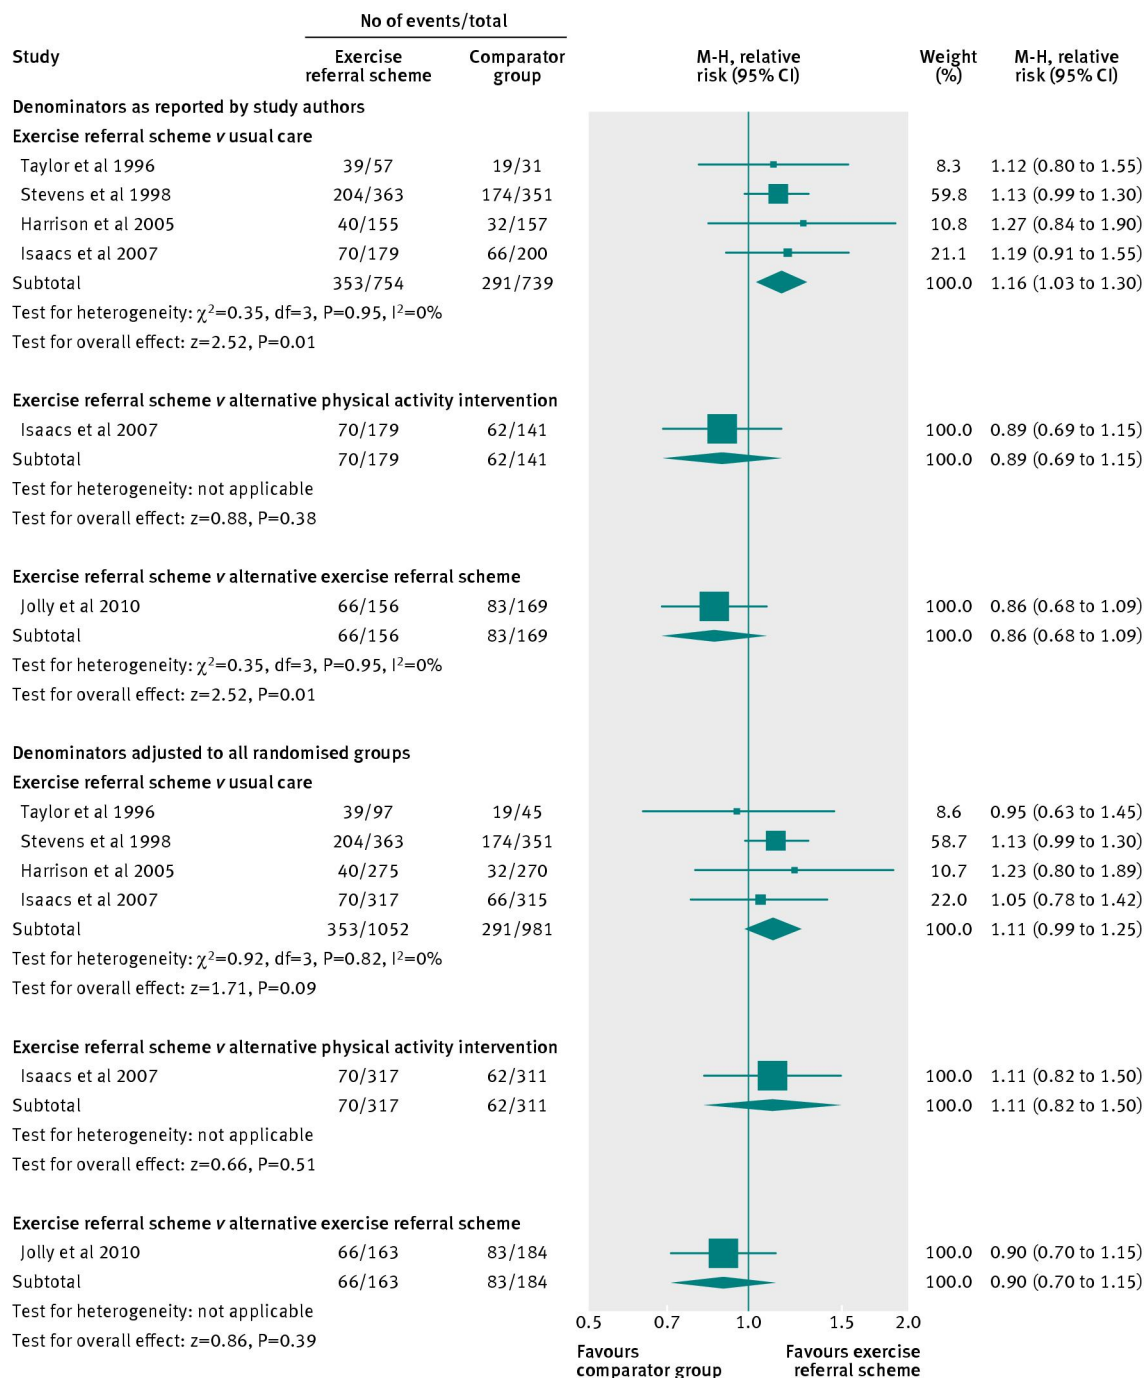 No of events/total
Study Exercise referral scheme Comparator group M-H, relative risk (95% CI) Weight (%) M-H, relative risk (95% CI)
Denominators as reported by study authors
Exercise referral scheme v usual care
Taylor et al 1996 39/57 19/31 8.3 1.12 (0.80 to 1.55)
Stevens et al 1998 204/363 174/351 59.8 1.13 (0.99 to 1.30)
Harrison et al 2005 40/155 32/157 10.8 1.27 (0.84 to 1.90)
Isaacs et al 2007 70/179 66/200 21.1 1.19 (0.91 to 1.55)
Subtotal 353/754 291/739 100.0 1.16 (1.03 to 1.30)
Test for heterogeneity: χ²=0.35, df=3, P=0.95, I²=0%
Test for overall effect: z=2.52, P=0.01
Exercise referral scheme v alternative physical activity intervention
Isaacs et al 2007 70/179 62/141 100.0 0.89 (0.69 to 1.15)
Subtotal 70/179 62/141 100.0 0.89 (0.69 to 1.15)
Test for heterogeneity: not applicable
Test for overall effect: z=0.88, P=0.38
Exercise referral scheme v alternative exercise referral scheme
Jolly et al 2010 66/156 83/169 100.0 0.86 (0.68 to 1.09)
Subtotal 66/156 83/169 100.0 0.86 (0.68 to 1.09)
Test for heterogeneity: χ²=0.35, df=3, P=0.95, I²=0%
Test for overall effect: z=2.52, P=0.01
Denominators adjusted to all randomised groups
Exercise referral scheme v usual care
Taylor et al 1996 39/97 19/45 8.6 0.95 (0.63 to 1.45)
Stevens et al 1998 204/363 174/351 58.7 1.13 (0.99 to 1.30)
Harrison et al 2005 40/275 32/270 10.7 1.23 (0.80 to 1.89)
Isaacs et al 2007 70/317 66/315 22.0 1.05 (0.78 to 1.42)
Subtotal 353/1052 291/981 100.0 1.11 (0.99 to 1.25)
Test for heterogeneity: χ²=0.92, df=3, P=0.82, I²=0%
Test for overall effect: z=1.71, P=0.09
Exercise referral scheme v alternative physical activity intervention
Isaacs et al 2007 70/317 62/311 100.0 1.11 (0.82 to 1.50)
Subtotal 70/317 62/311 100.0 1.11 (0.82 to 1.50)
Test for heterogeneity: not applicable
Test for overall effect: z=0.66, P=0.51
Exercise referral scheme v alternative exercise referral scheme
Jolly et al 2010 66/163 83/184 100.0 0.90 (0.70 to 1.15)
Subtotal 66/163 83/184 100.0 0.90 (0.70 to 1.15)
Test for heterogeneity: not applicable
Test for overall effect: z=0.86, P=0.39
0.5 0.7 1.0 1.5 2.0
Favours comparator group
Favours exercise referral scheme